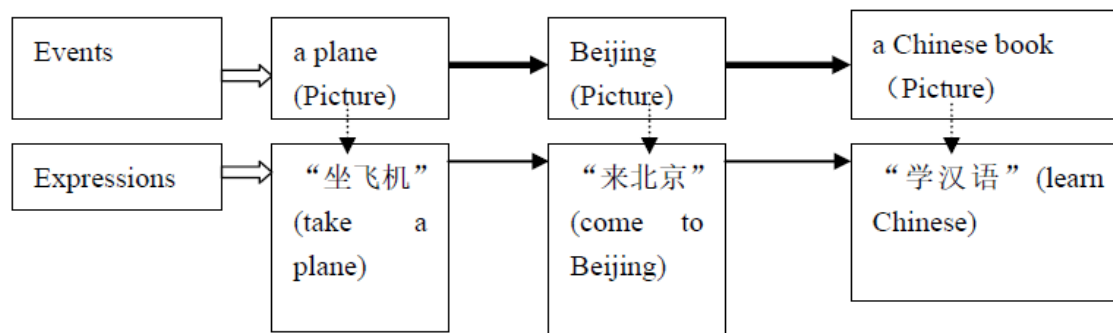 Events
a plane
(Picture)
Beijing
(Picture)
a Chinese book
（Picture)
Expressions
“坐飞机”
(take a
plane)
“来北京”
(come to
Beijing)
“学汉语” (learn
Chinese)